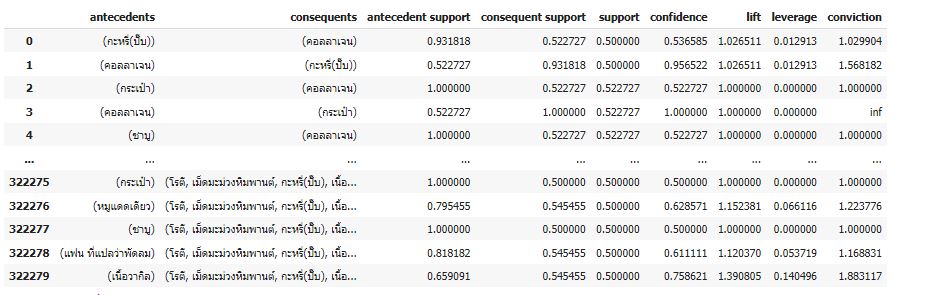 antecedents consequents antecedent support consequent support support confidence lift leverage conviction
0 (กะหรี่(ปั๊บ)) (คอลลาเจน) 0.931818 0.522727 0.500000 0.536585 1.026511 0.012913 1.029904
1 (คอลลาเจน) (กะหรี่(ปั๊บ)) 0.522727 0.931818 0.500000 0.956522 1.026511 0.012913 1.568182
2 (กระเป๋า) (คอลลาเจน) 1.000000 0.522727 0.522727 0.522727 1.000000 0.000000 1.000000
3 (คอลลาเจน) (กระเป๋า) 0.522727 1.000000 0.522727 1.000000 1.000000 0.000000 inf
4 (ชาบู) (คอลลาเจน) 1.000000 0.522727 0.522727 0.522727 1.000000 0.000000 1.000000
... ... ... ... ... ... ... ... ... ...
322275 (กระเป๋า) (โรตี, เม็ดมะม่วงหิมพานต์, กะหรี่(ปั๊บ), เนื้อ... 1.000000 0.500000 0.500000 0.500000 1.000000 0.000000 1.000000
322276 (หมูแดดเดียว) (โรตี, เม็ดมะม่วงหิมพานต์, กะหรี่(ปั๊บ), เนื้อ... 0.795455 0.545455 0.500000 0.628571 1.152381 0.066116 1.223776
322277 (ชาบู) (โรตี, เม็ดมะม่วงหิมพานต์, กะหรี่(ปั๊บ), เนื้อ... 1.000000 0.500000 0.500000 0.500000 1.000000 0.000000 1.000000
322278 (แฟน ที่แปลว่าพัดลม) (โรตี, เม็ดมะม่วงหิมพานต์, กะหรี่(ปั๊บ), เนื้อ... 0.818182 0.545455 0.500000 0.611111 1.120370 0.053719 1.168831
322279 (เนื้อวากิล) (โรตี, เม็ดมะม่วงหิมพานต์, กะหรี่(ปั๊บ), เนื้อ... 0.659091 0.545455 0.500000 0.758621 1.390805 0.140496 1.883117